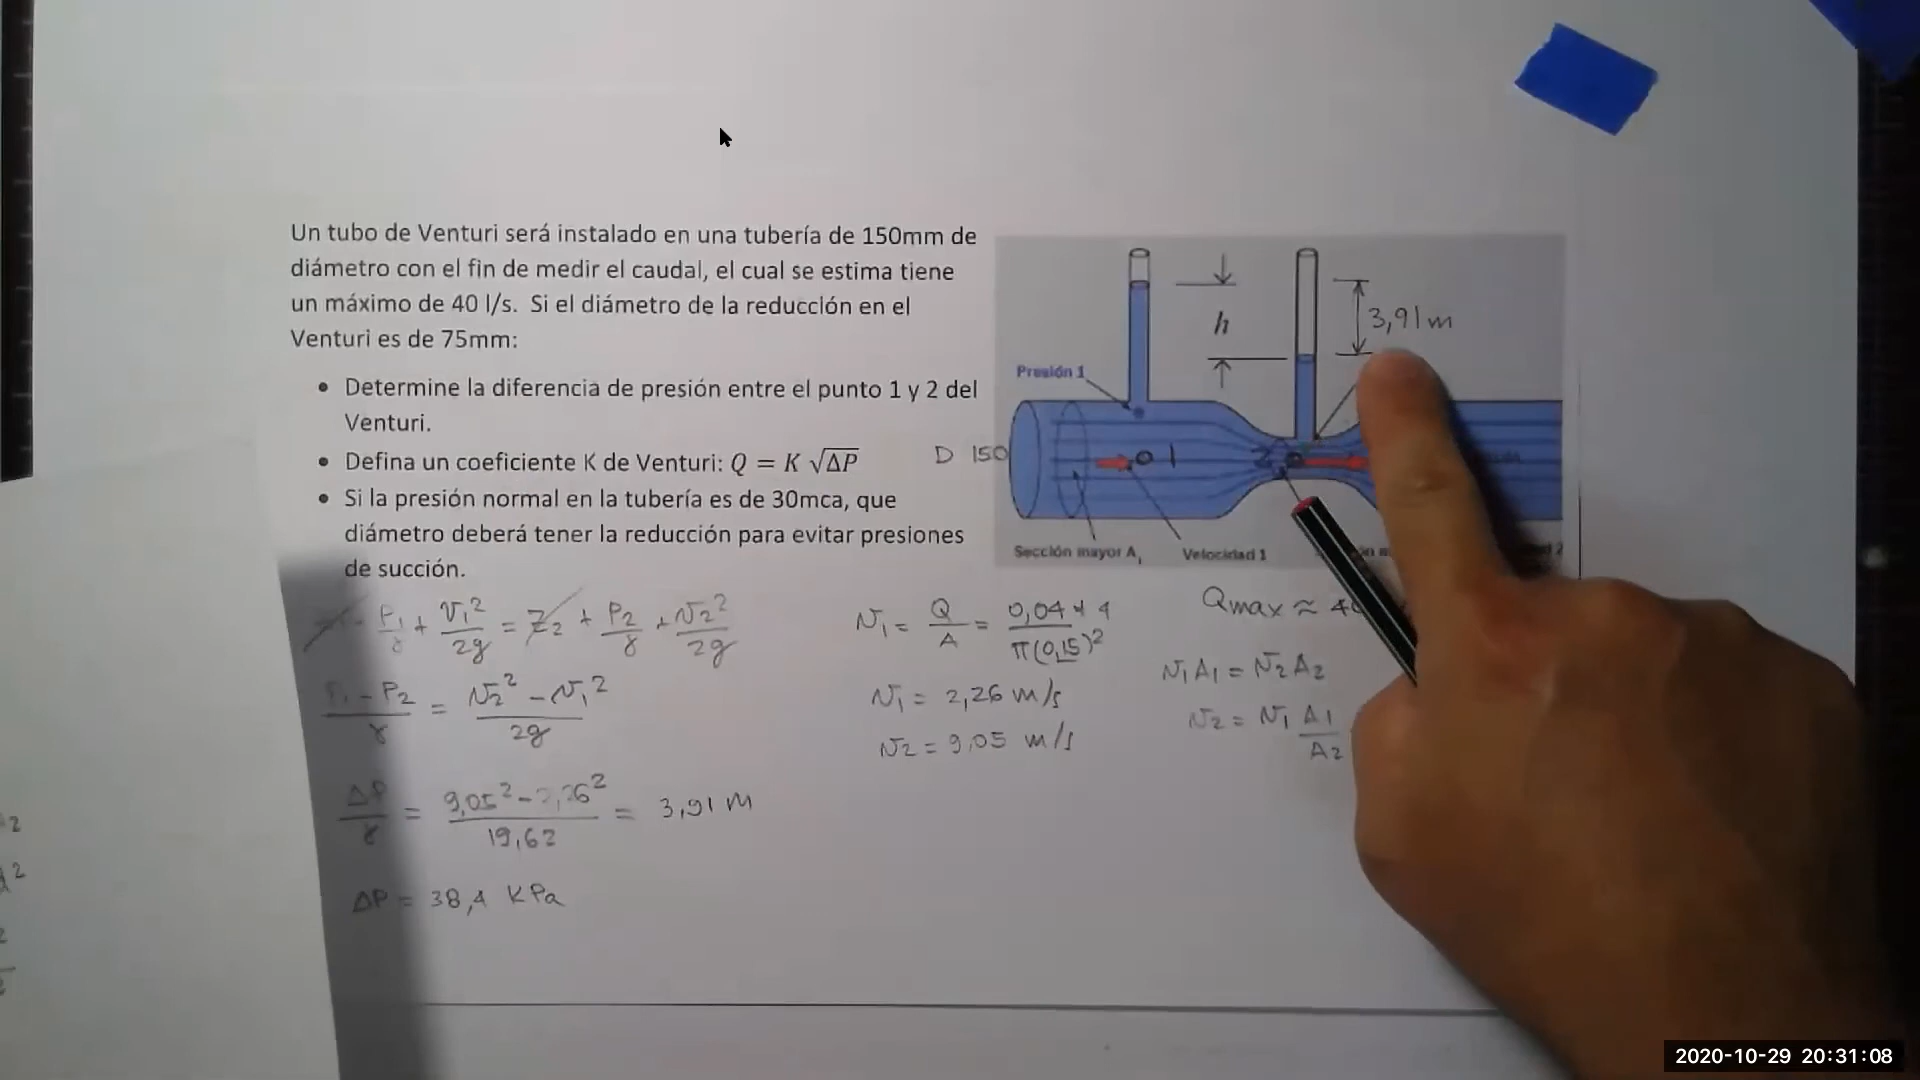 Un tubo de Venturi será instalado en una tubería de 150mm de
diámetro con el fin de medir el caudal, el cual se estima tiene
un máximo de 40 l/s. Si el diámetro de la reducción en el
Venturi es de 75mm:
• Determine la diferencia de presión entre el punto 1 y 2 del
Venturi.
• Defina un coeficiente K de Venturi: Q = K √ΔP
• Si la presión normal en la tubería es de 30mca, que
diámetro deberá tener la reducción para evitar presiones
de succión.
h
3,91m
Presión 1
D 150
1
2
Sección mayor A₁
Velocidad 1
P₁/γ + v₁²/2g = Z₂ + P₂/γ + v₂²/2g
P₁ - P₂/γ = v₂² - v₁²/2g
ΔP/γ = 9,05² - 2,26²/19,62 = 3,91 m
ΔP = 38,4 KPa
v₁ = Q/A = 0,04 * 4/π(0,15)²
v₁ = 2,26 m/s
v₂ = 9,05 m/s
Qmax ≈ 40
v₁A₁ = v₂A₂
v₂ = v₁ A₁/A₂
2020-10-29 20:31:08